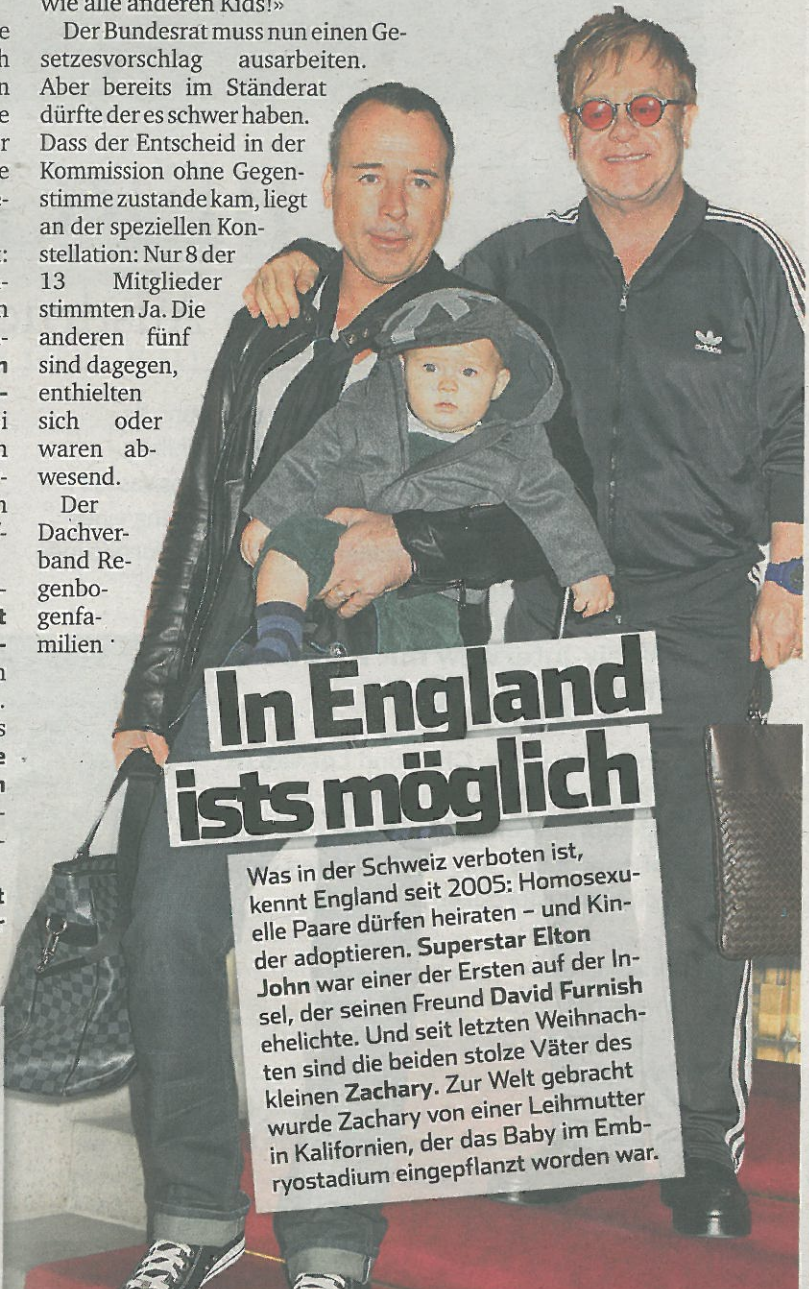 wie alle anderen Kids!»
Der Bundesrat muss nun einen Ge-
setzesvorschlag ausarbeiten.
Aber bereits im Ständerat
dürfte der es schwer haben.
Dass der Entscheid in der
Kommission ohne Gegen-
stimme zustande kam, liegt
an der speziellen Kon-
stellation: Nur 8 der
13 Mitglieder
stimmten Ja. Die
anderen fünf
sind dagegen,
enthielten
sich oder
waren ab-
wesend.
Der
Dachver-
band Re-
genbo-
genfa-
milien
adidas
In England
ists möglich
Was in der Schweiz verboten ist,
kennt England seit 2005: Homosexu-
elle Paare dürfen heiraten – und Kin-
der adoptieren. Superstar Elton
John war einer der Ersten auf der In-
sel, der seinen Freund David Furnish
ehelichte. Und seit letzten Weihnach-
ten sind die beiden stolze Väter des
kleinen Zachary. Zur Welt gebracht
wurde Zachary von einer Leihmutter
in Kalifornien, der das Baby im Emb-
ryostadium eingepflanzt worden war.